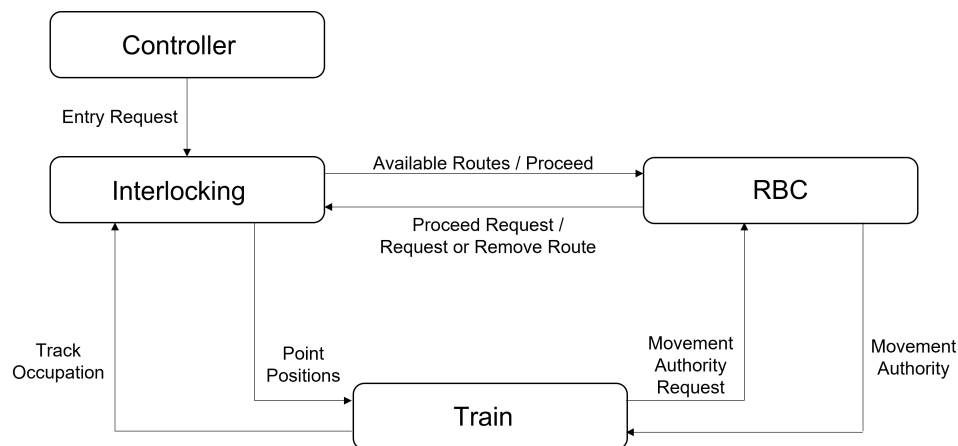 Controller
Entry Request
Interlocking
Available Routes / Proceed
RBC
Proceed Request /
Request or Remove Route
Track
Occupation
Point
Positions
Movement
Authority
Request
Movement
Authority
Train